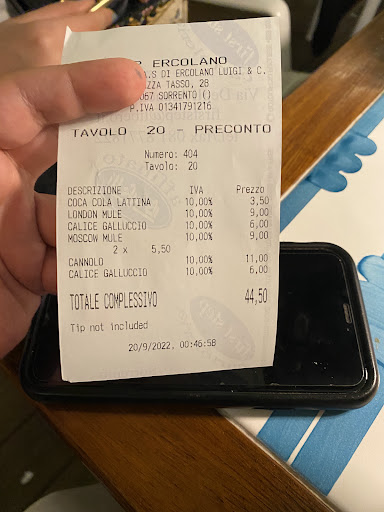 P ERCOLANO
.S DI ERCOLANO LUIGI & C.
ZZA TASSO, 28
067 SORRENTO ()
P.IVA 01341791216
TAVOLO 20 - PRECONTO
Numero: 404
Tavolo: 20
DESCRIZIONE IVA Prezzo
COCA COLA LATTINA 10,00% 3,50
LONDON MULE 10,00% 9,00
CALICE GALLUCCIO 10,00% 6,00
MOSCOW MULE 10,00% 9,00
2 x 5,50
CANNOLO 10,00% 11,00
CALICE GALLUCCIO 10,00% 6,00
TOTALE COMPLESSIVO 44,50
Tip not included
20/9/2022, 00:46:58